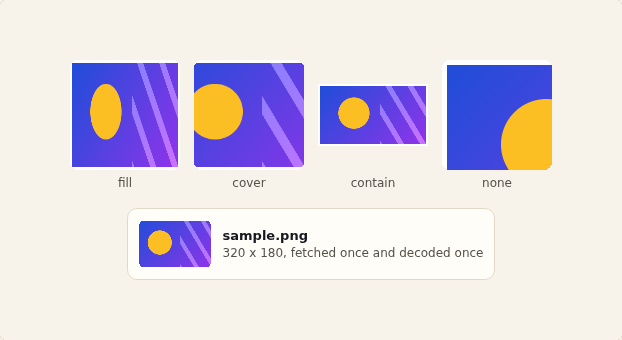 fill
cover
contain
none
sample.png
320 x 180, fetched once and decoded once